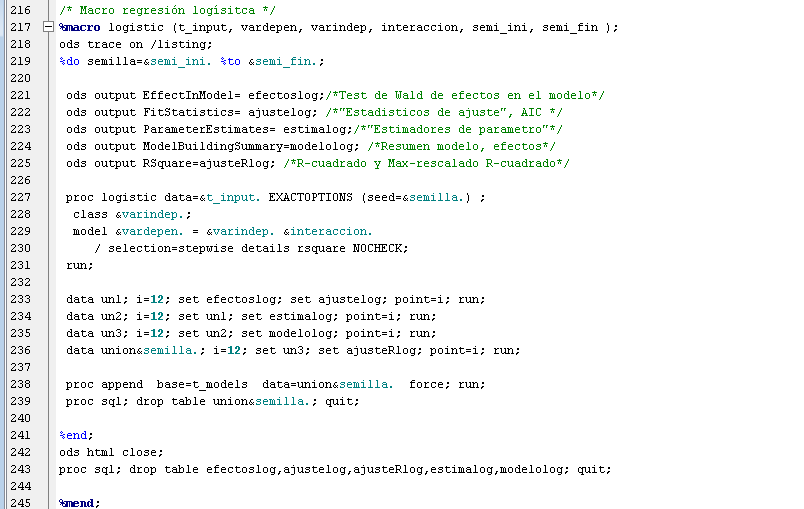 216 /* Macro regresión logísitca */
217 %macro logistic (t_input, vardepen, varindep, interaccion, semi_ini, semi_fin );
218 ods trace on /listing;
219 %do semilla=&semi_ini. %to &semi_fin.;
220
221 ods output EffectInModel= efectoslog;/*Test de Wald de efectos en el modelo*/
222 ods output FitStatistics= ajustelog; /*"Estadisticos de ajuste", AIC */
223 ods output ParameterEstimates= estimalog;/*"Estimadores de parametro"*/
224 ods output ModelBuildingSummary=modelolog; /*Resumen modelo, efectos*/
225 ods output RSquare=ajusteRlog; /*R-cuadrado y Max-rescalado R-cuadrado*/
226
227 proc logistic data=&t_input. EXACTOPTIONS (seed=&semilla.) ;
228 class &varindep.;
229 model &vardepen. = &varindep. &interaccion.
230 / selection=stepwise details rsquare NOCHECK;
231 run;
232
233 data un1; i=12; set efectoslog; set ajustelog; point=i; run;
234 data un2; i=12; set un1; set estimalog; point=i; run;
235 data un3; i=12; set un2; set modelolog; point=i; run;
236 data union&semilla.; i=12; set un3; set ajusteRlog; point=i; run;
237
238 proc append  base=t_models  data=union&semilla.  force; run;
239 proc sql; drop table union&semilla.; quit;
240
241 %end;
242 ods html close;
243 proc sql; drop table efectoslog,ajustelog,ajusteRlog,estimalog,modelolog; quit;
244
245 %mend;